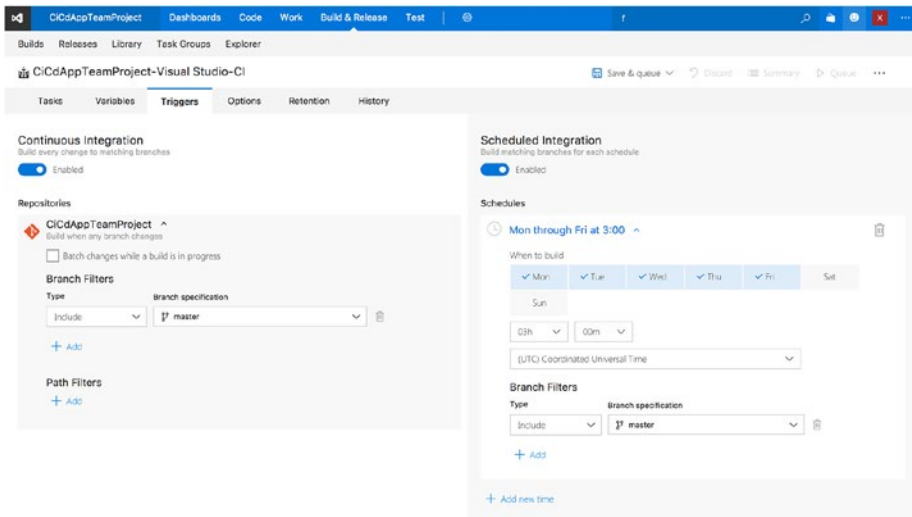 CiCdAppTeamProject Dashboards Code Work Build & Release Test f x ...
Builds Releases Library Task Groups Explorer
CiCdAppTeamProject-Visual Studio-CI Save & queue Discard Summary Queue ...
Tasks Variables Triggers Options Retention History
Continuous Integration
Build every change to matching branches
Enabled
Repositories
CiCdAppTeamProject
Build when any branch changes
Batch changes while a build is in progress
Branch Filters
Type Branch specification
Include master
+ Add
Path Filters
+ Add
Scheduled Integration
Build matching branches for each schedule
Enabled
Schedules
Mon through Fri at 3:00
When to build
Mon Tue Wed Thu Fri Sat
Sun
03h 00m
(UTC) Coordinated Universal Time
Branch Filters
Type Branch specification
Include master
+ Add
+ Add new time